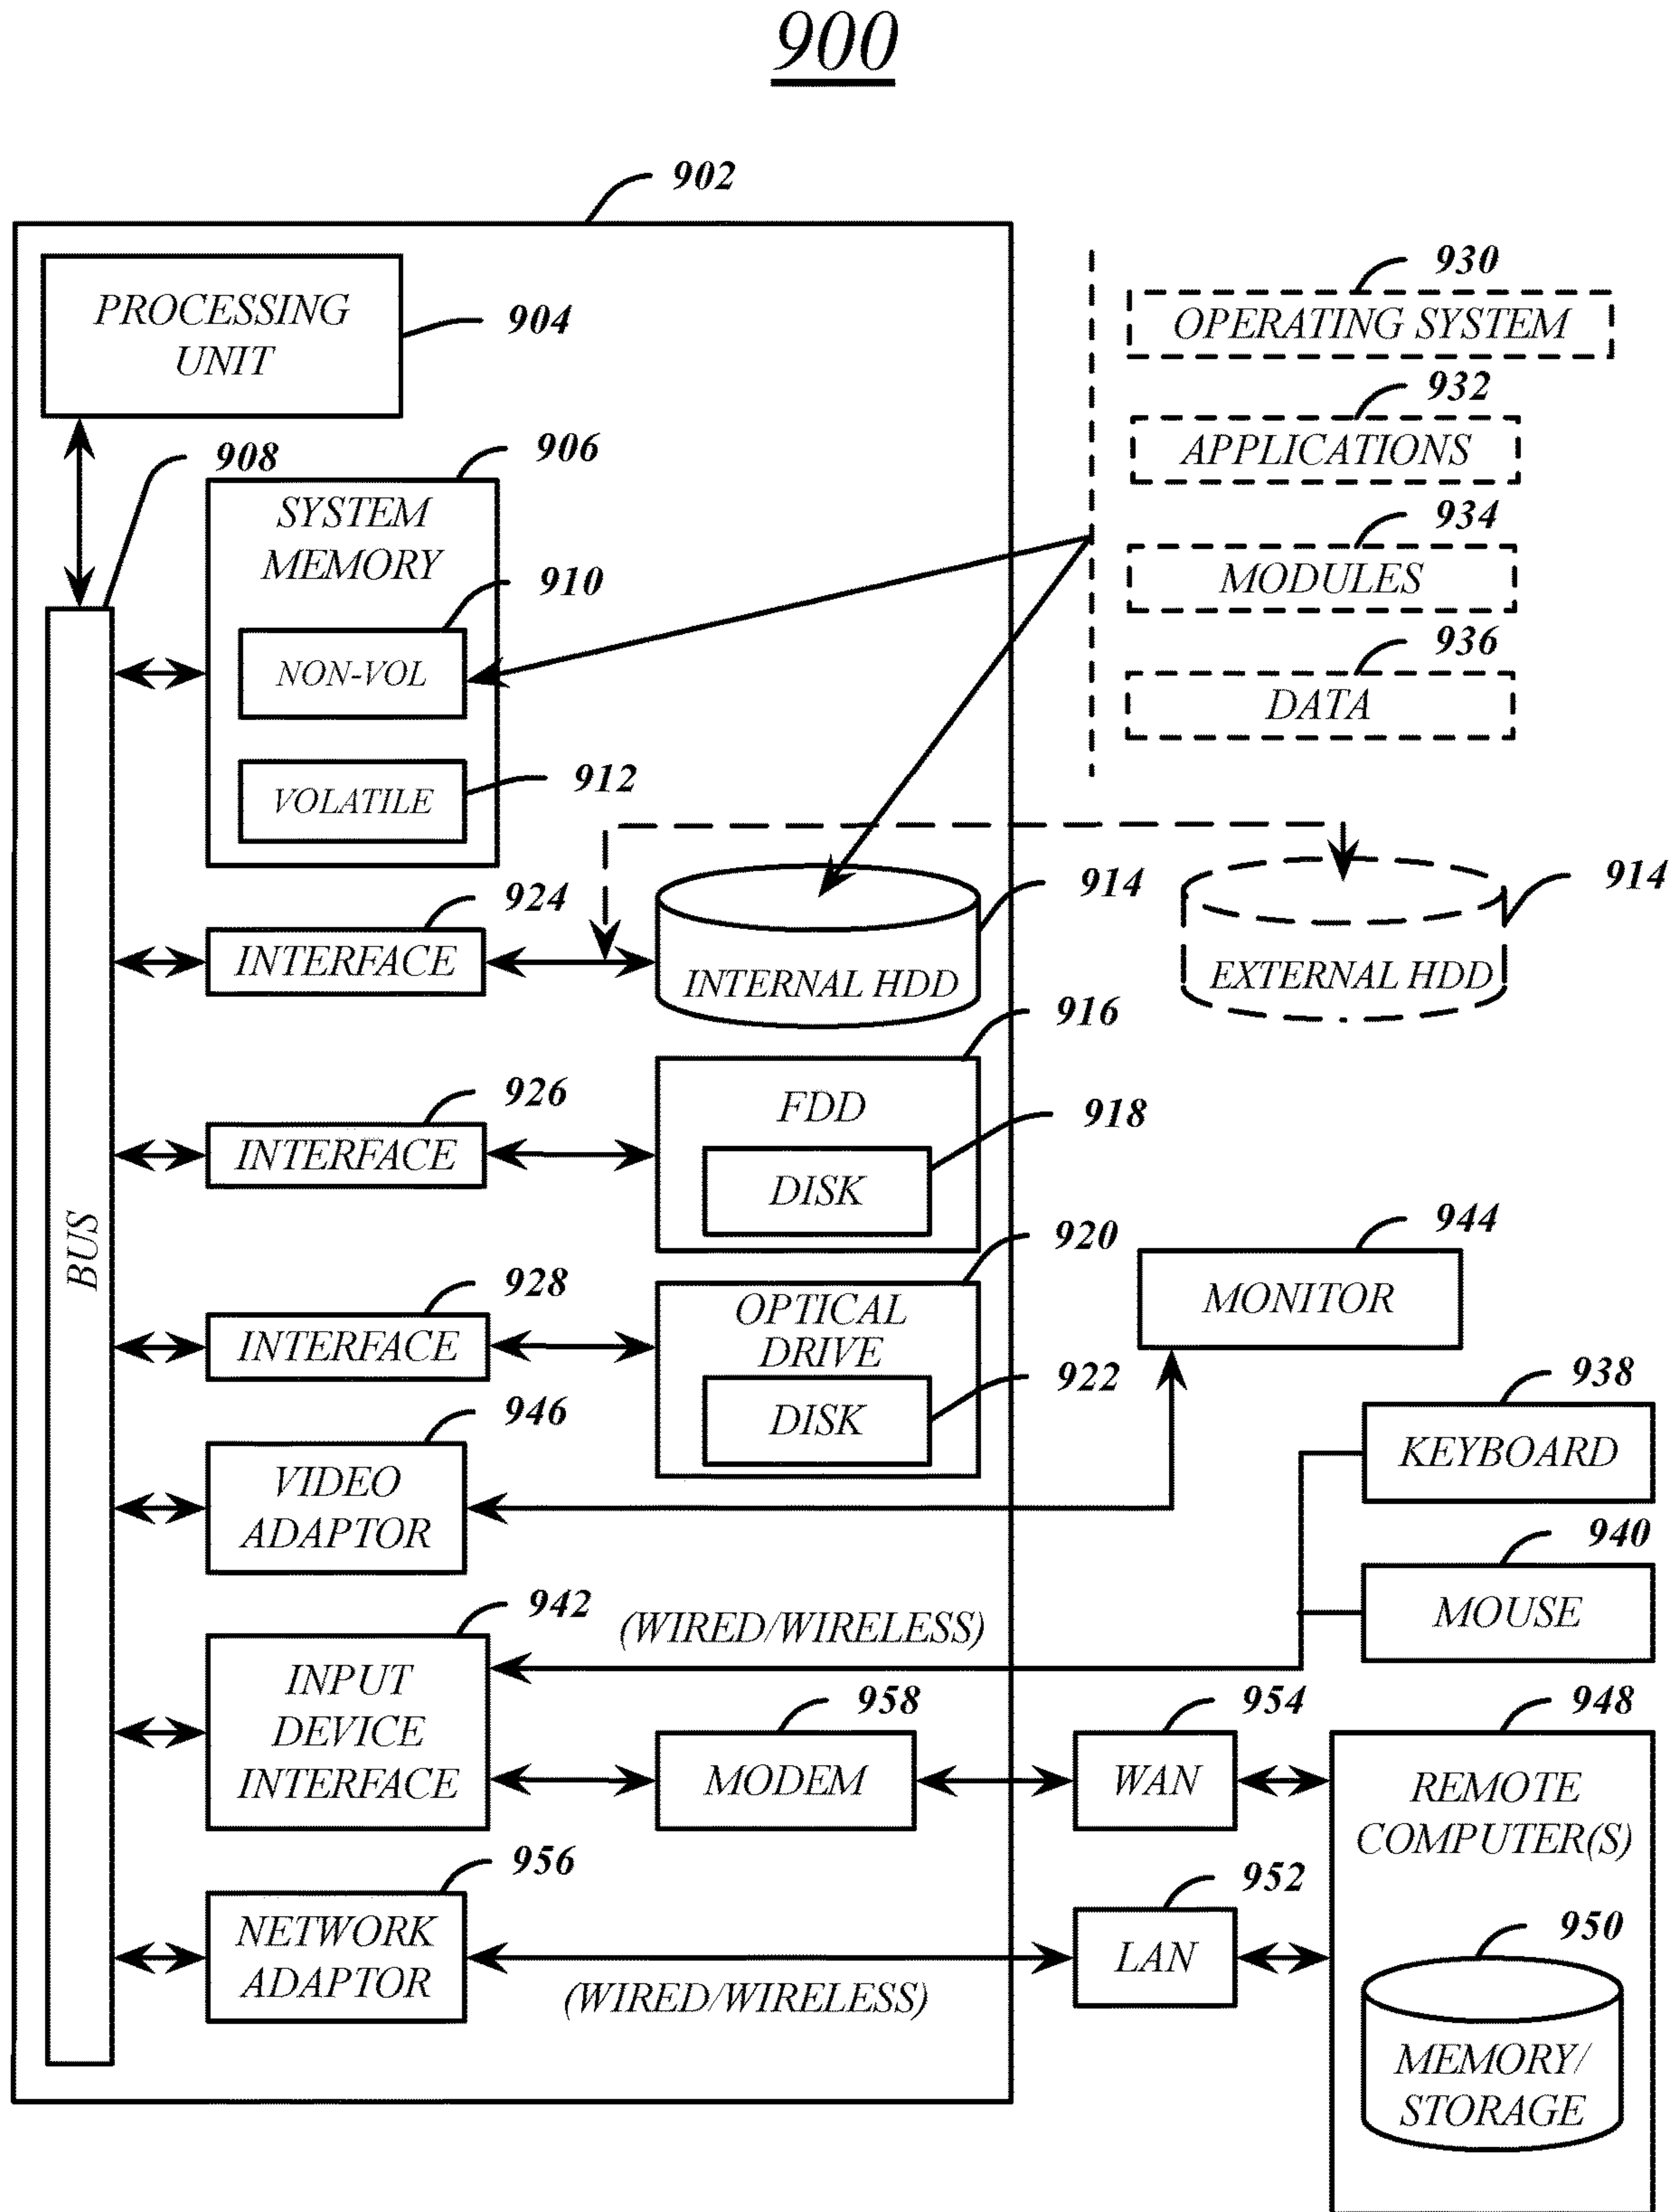 900
902
PROCESSING
UNIT
904
930
OPERATING SYSTEM
932
APPLICATIONS
934
MODULES
936
DATA
908
906
SYSTEM
MEMORY
910
NON-VOL
912
VOLATILE
924
INTERFACE
914
INTERNAL HDD
914
EXTERNAL HDD
926
INTERFACE
916
FDD
918
DISK
BUS
928
INTERFACE
920
OPTICAL
DRIVE
922
DISK
944
MONITOR
946
VIDEO
ADAPTOR
938
KEYBOARD
940
MOUSE
942
INPUT
DEVICE
INTERFACE
(WIRED/WIRELESS)
958
MODEM
954
WAN
948
REMOTE
COMPUTER(S)
956
NETWORK
ADAPTOR
(WIRED/WIRELESS)
952
LAN
950
MEMORY/
STORAGE